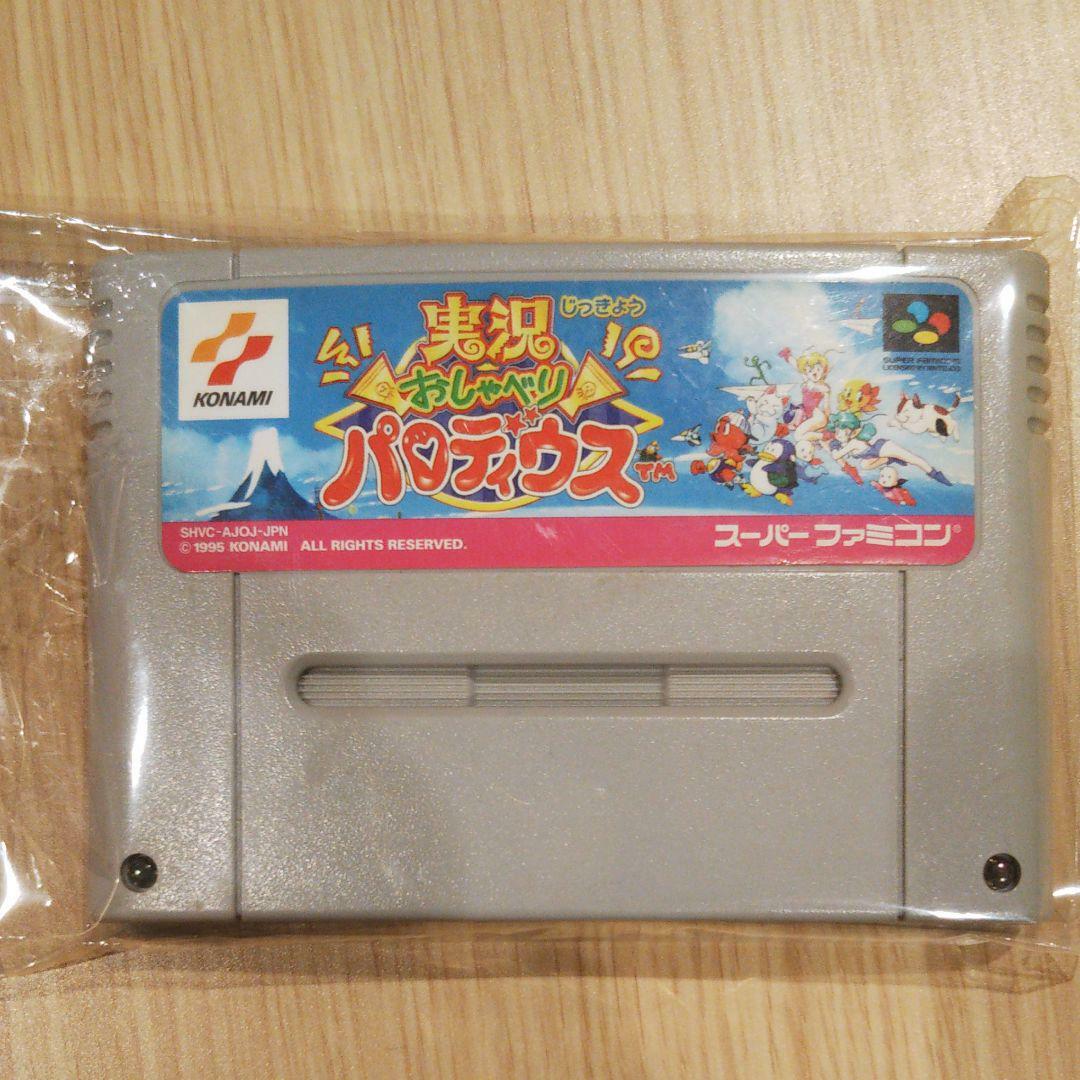 KONAMI
実況
じっきょう
おしゃべり
パロディウス
TM
SUPER FAMICOM
LICENSED BY NINTENDO
SHVC-AJOJ-JPN
© 1995 KONAMI ALL RIGHTS RESERVED.
スーパーファミコン®